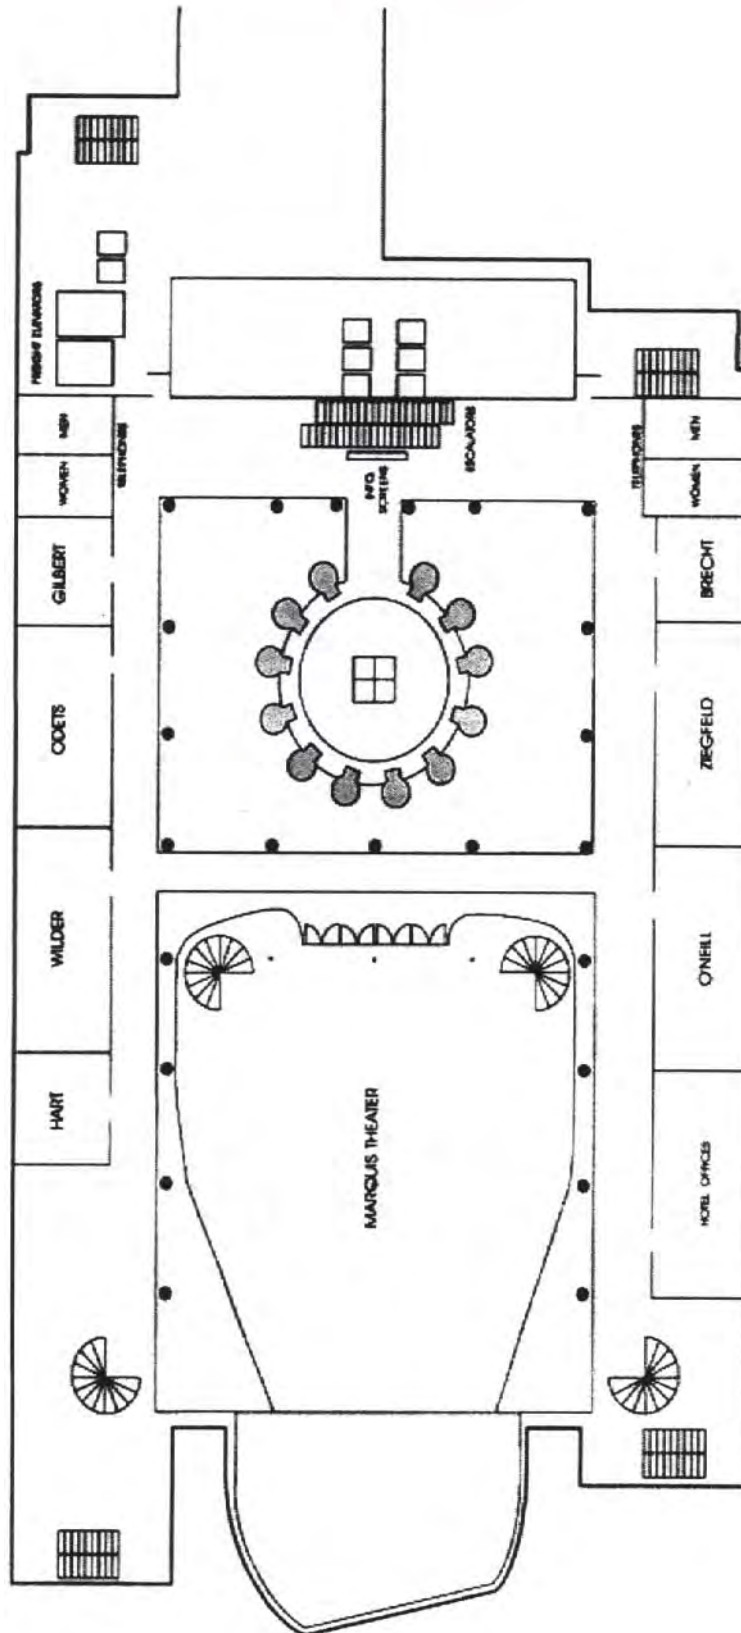 FREIGHT ELEVATORS
MEN
TELEPHONES
WOMEN
GILBERT
ODETS
WILDER
HART
ESCALATORS
INFO.
SCREENS
MARQUIS THEATER
TELEPHONES
MEN
WOMEN
BRECHT
ZIEGFELD
O'NEILL
HOTEL OFFICES